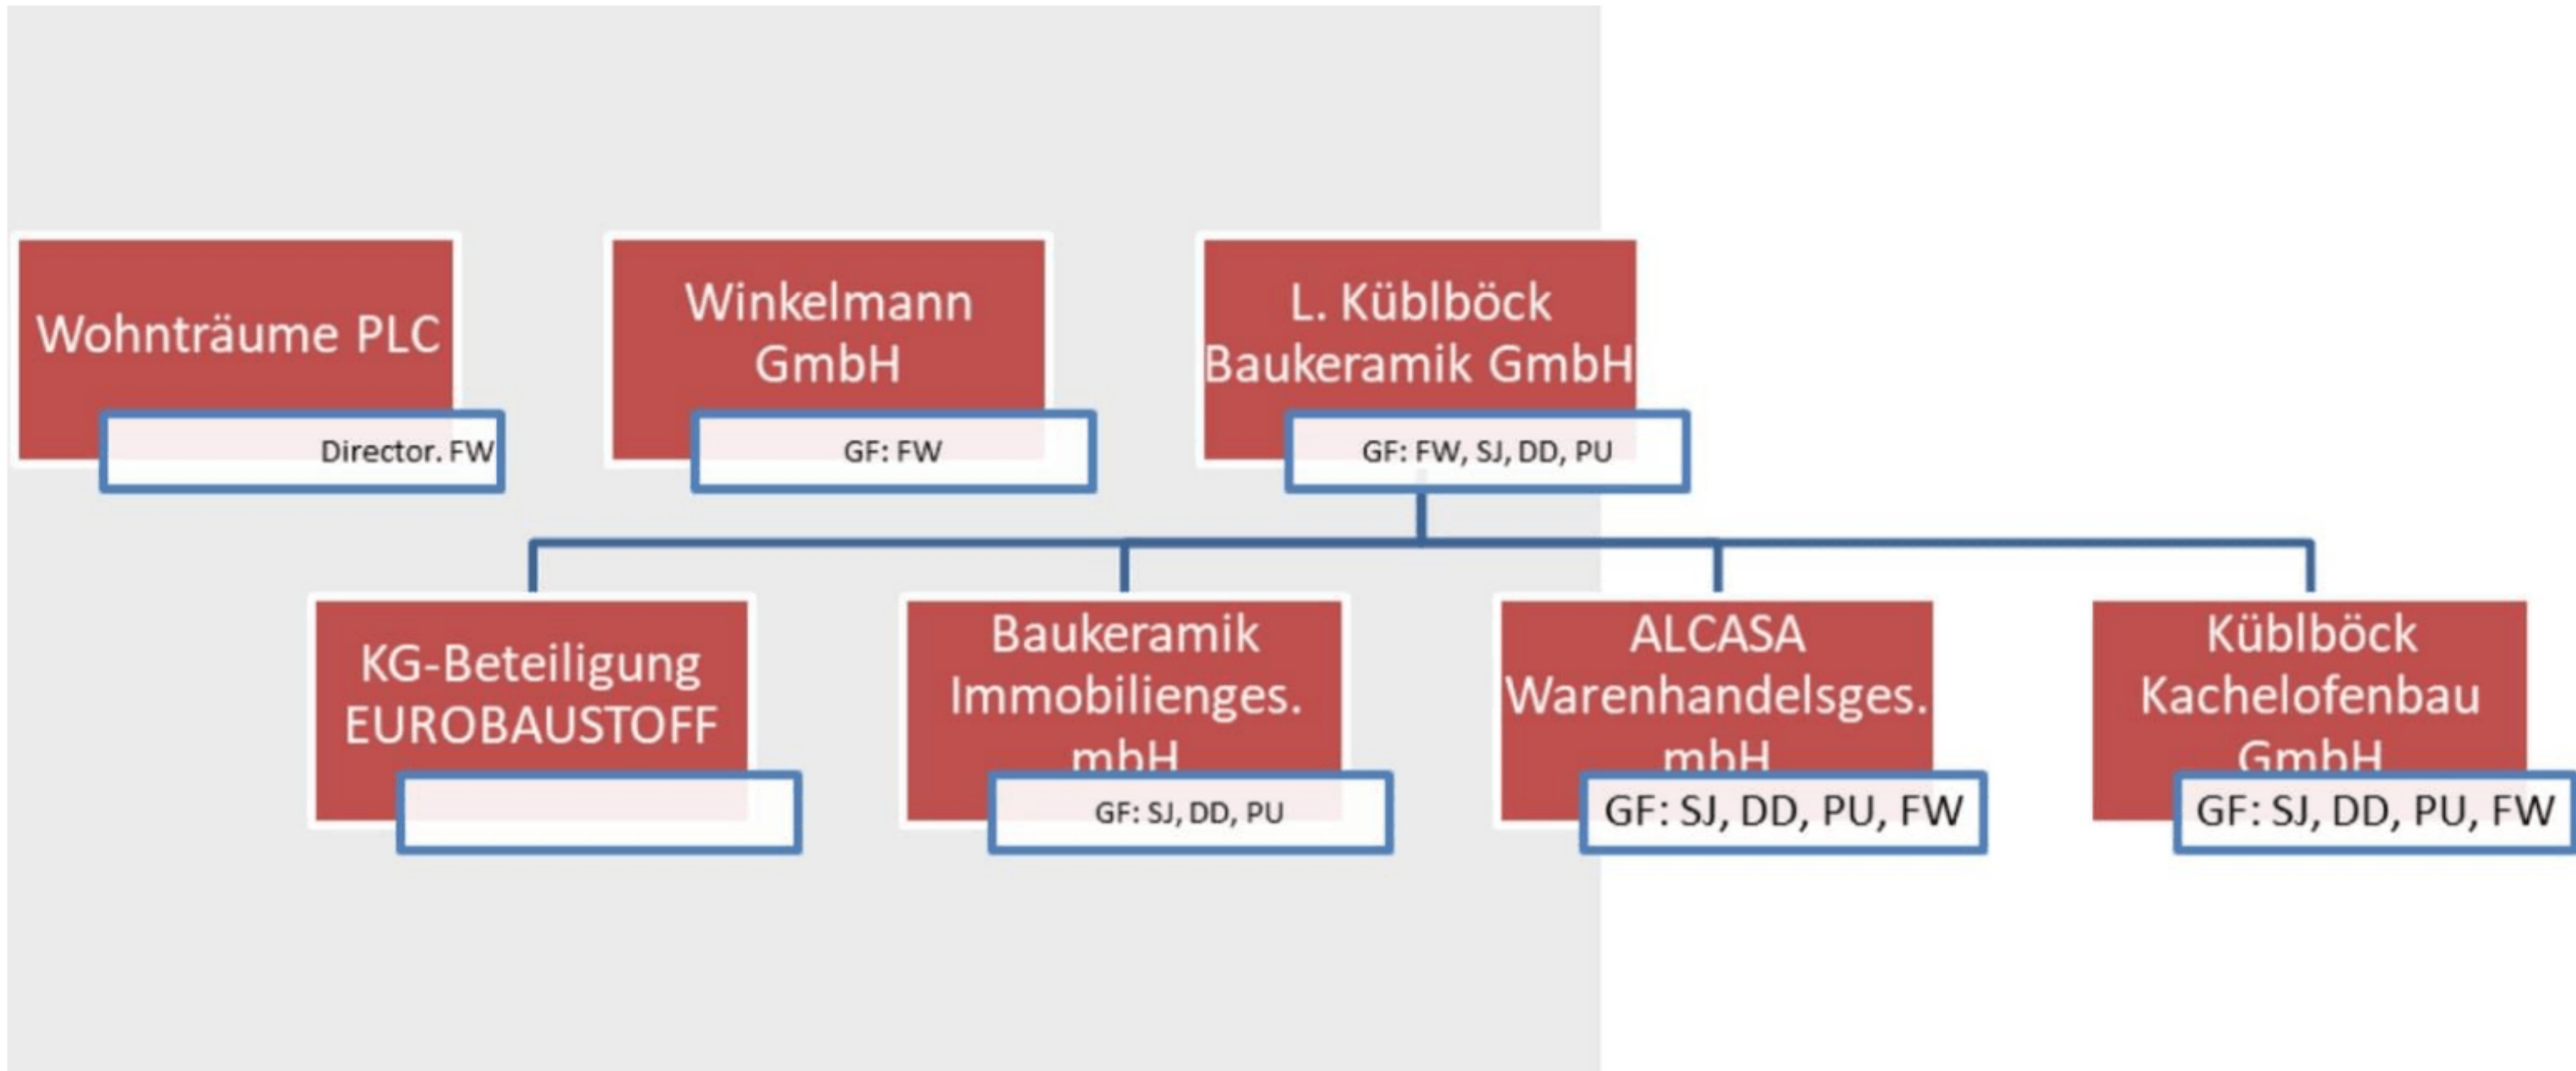 Wohnträume PLC
Director. FW
Winkelmann
GmbH
GF: FW
L. Küblböck
Baukeramik GmbH
GF: FW, SJ, DD, PU
KG-Beteiligung
EUROBAUSTOFF
Baukeramik
Immobilienges.
mbH
GF: SJ, DD, PU
ALCASA
Warenhandelsges.
mbH
GF: SJ, DD, PU, FW
Küblböck
Kachelofenbau
GmbH
GF: SJ, DD, PU, FW